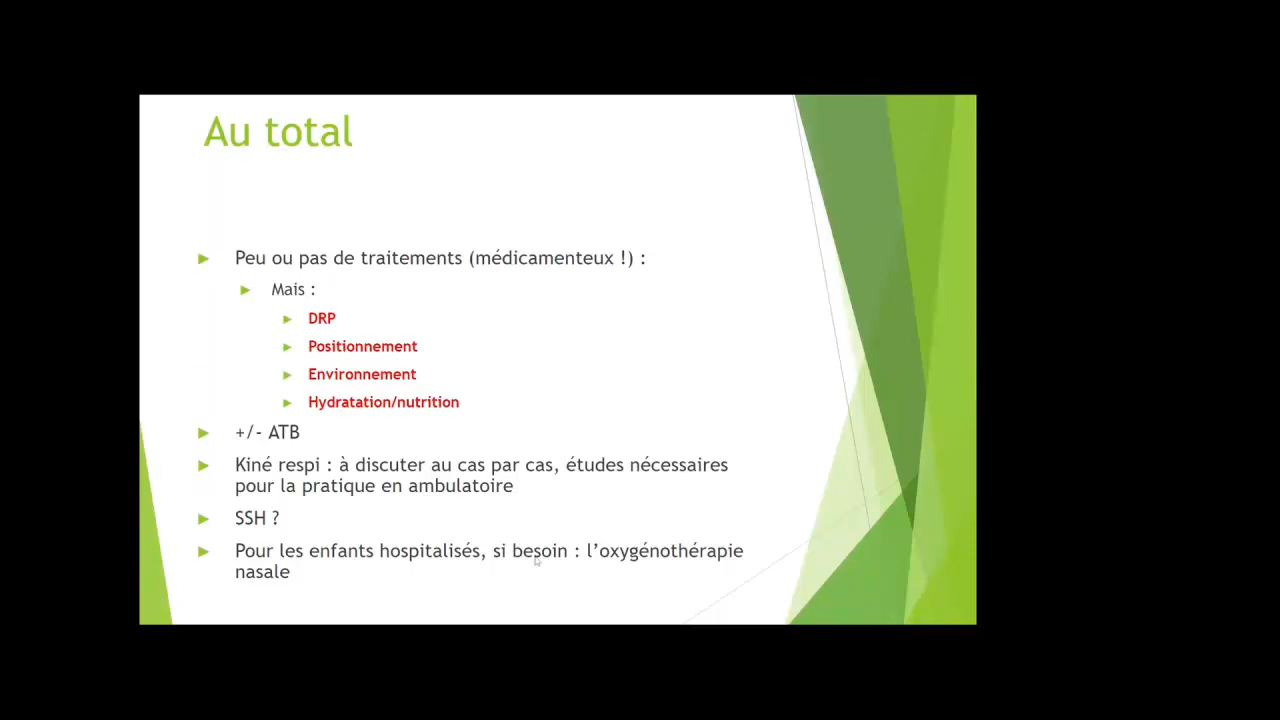 Au total
Peu ou pas de traitements (médicamenteux !) :
Mais :
DRP
Positionnement
Environnement
Hydratation/nutrition
+/- ATB
Kiné respi : à discuter au cas par cas, études nécessaires
pour la pratique en ambulatoire
SSH ?
Pour les enfants hospitalisés, si besoin : l’oxygénothérapie
nasale